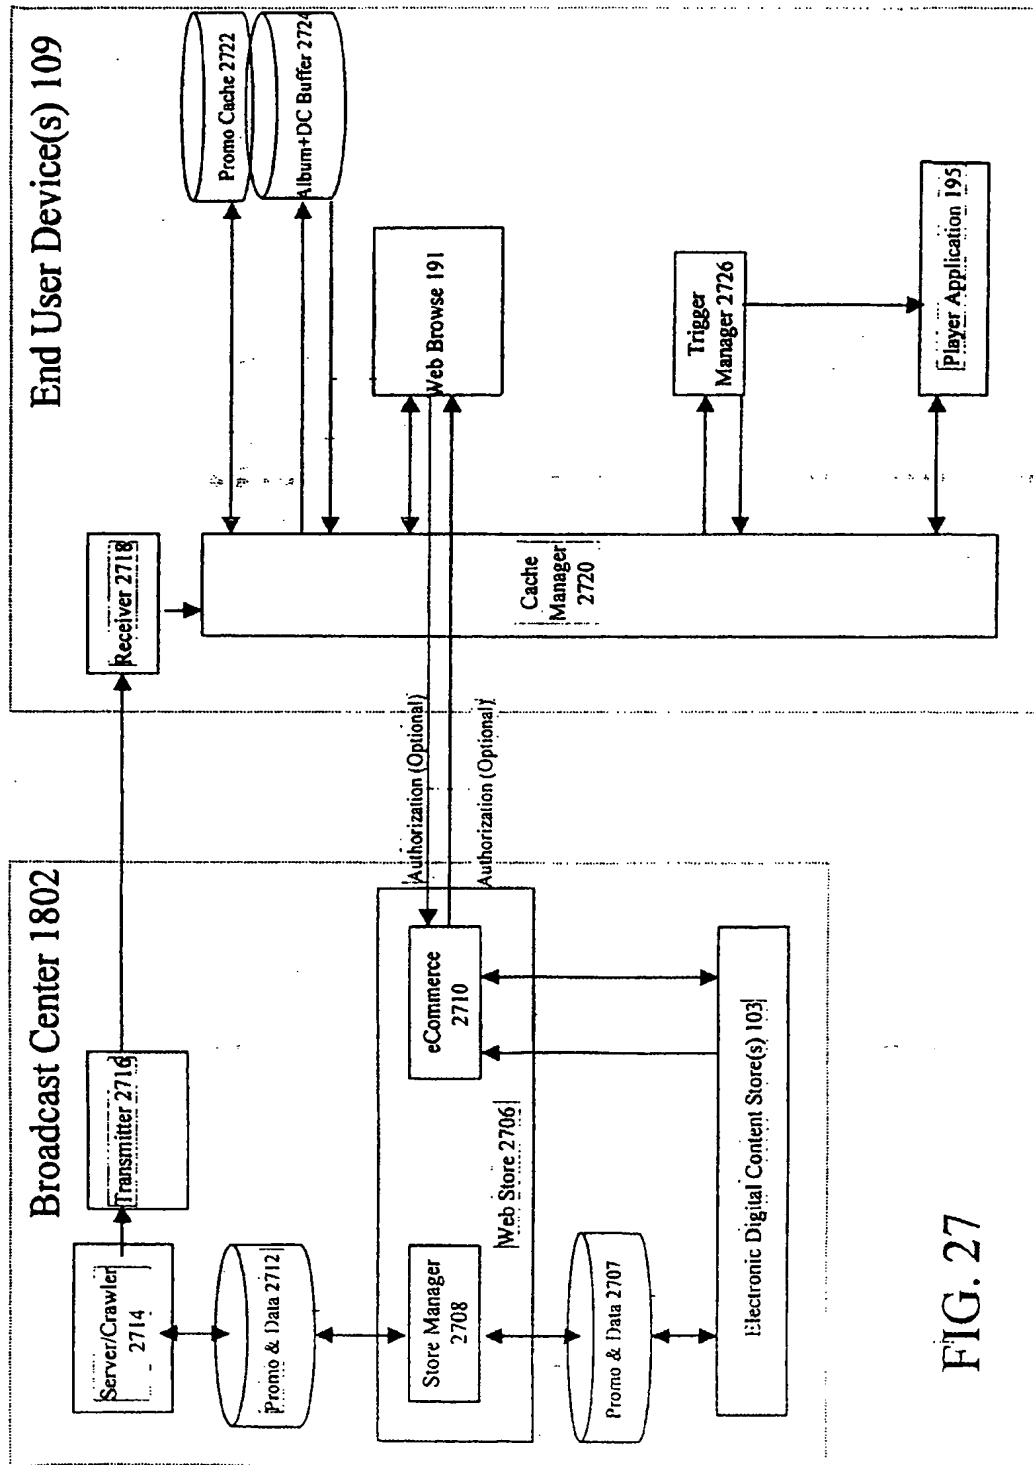 Broadcast Center 1802
End User Device(s) 109
Server/Crawler
2714
Transmitter 2716
Receiver 2718
Promo Cache 2722
Album+DC Buffer 2724
Promo & Data 2712
Cache
Manager
2720
Store Manager
2708
eCommerce
2710
Authorization (Optional)
Authorization (Optional)
Web Browse 191
Web Store 2706
Promo & Data 2707
Trigger
Manager 2726
Electronic Digital Content Store(s) 103
Player Application 195
FIG. 27